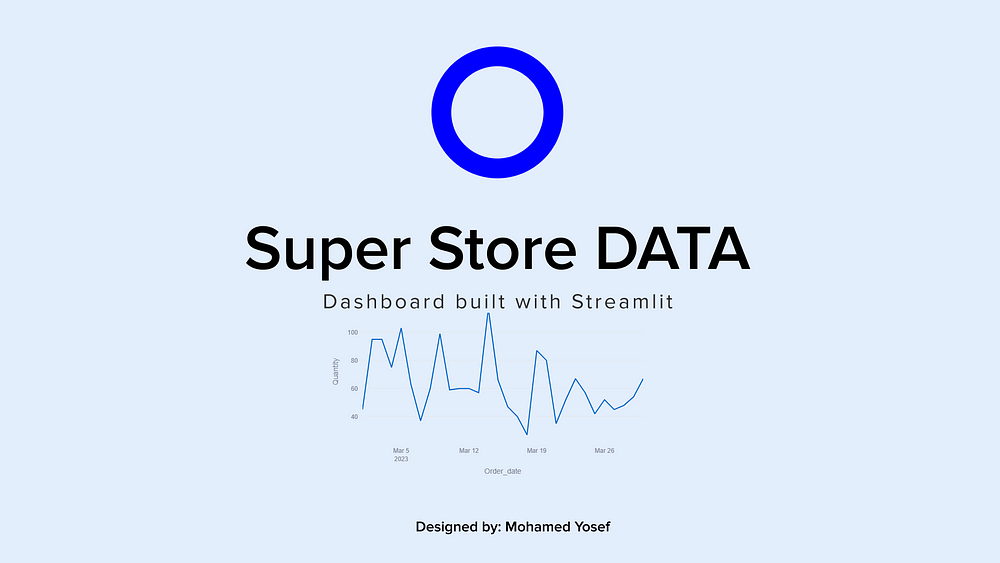 Super Store DATA
Dashboard built with Streamlit
100
80
60
40
Quantity
Mar 5
2023
Mar 12
Mar 19
Mar 26
Order_date
Designed by: Mohamed Yosef